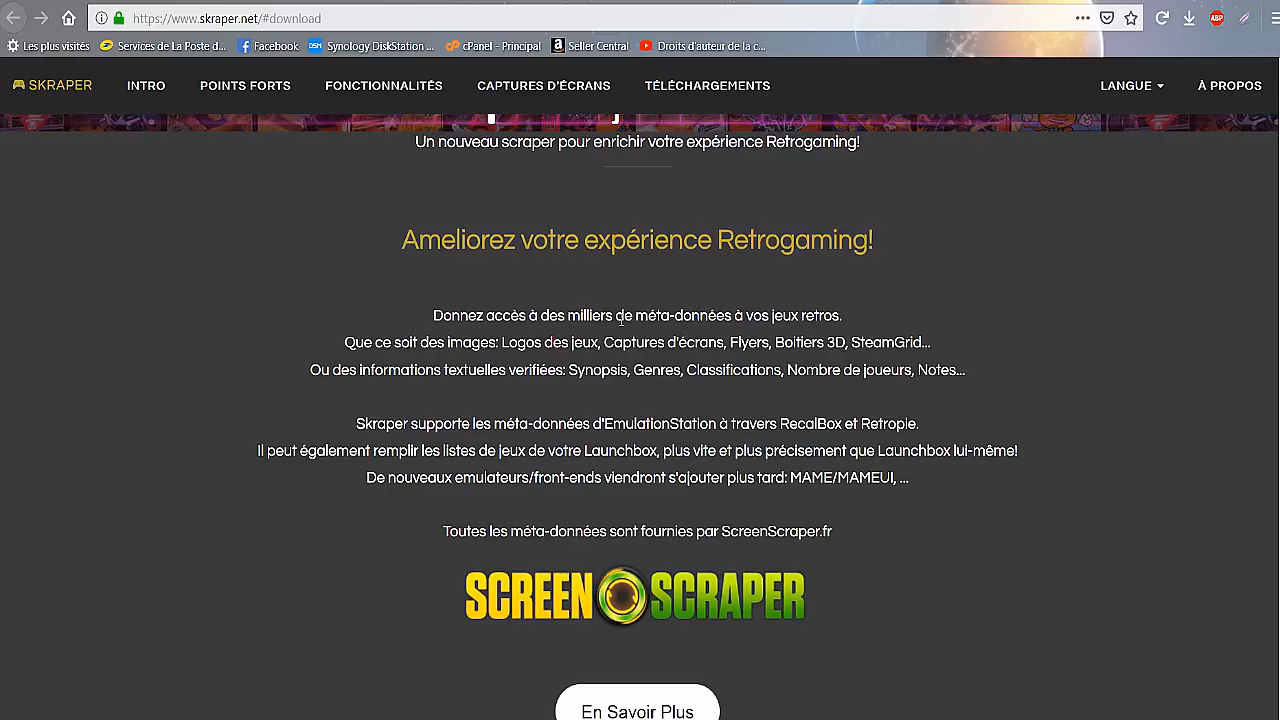 https://www.skraper.net/#download
Les plus visités Services de La Poste d... Facebook DSM Synology DiskStation ... cPanel - Principal Seller Central Droits d'auteur de la c...
SKRAPER INTRO POINTS FORTS FONCTIONNALITÉS CAPTURES D'ÉCRANS TÉLÉCHARGEMENTS LANGUE À PROPOS
Un nouveau scraper pour enrichir votre expérience Retrogaming!
Ameliorez votre expérience Retrogaming!
Donnez accès à des milliers de méta-données à vos jeux retros.
Que ce soit des images: Logos des jeux, Captures d'écrans, Flyers, Boitiers 3D, SteamGrid...
Ou des informations textuelles verifiées: Synopsis, Genres, Classifications, Nombre de joueurs, Notes...
Skraper supporte les méta-données d'EmulationStation à travers RecalBox et Retropie.
Il peut également remplir les listes de jeux de votre Launchbox, plus vite et plus précisement que Launchbox lui-même!
De nouveaux emulateurs/front-ends viendront s'ajouter plus tard: MAME/MAMEUI, ...
Toutes les méta-données sont fournies par ScreenScraper.fr
SCREEN SCRAPER
En Savoir Plus